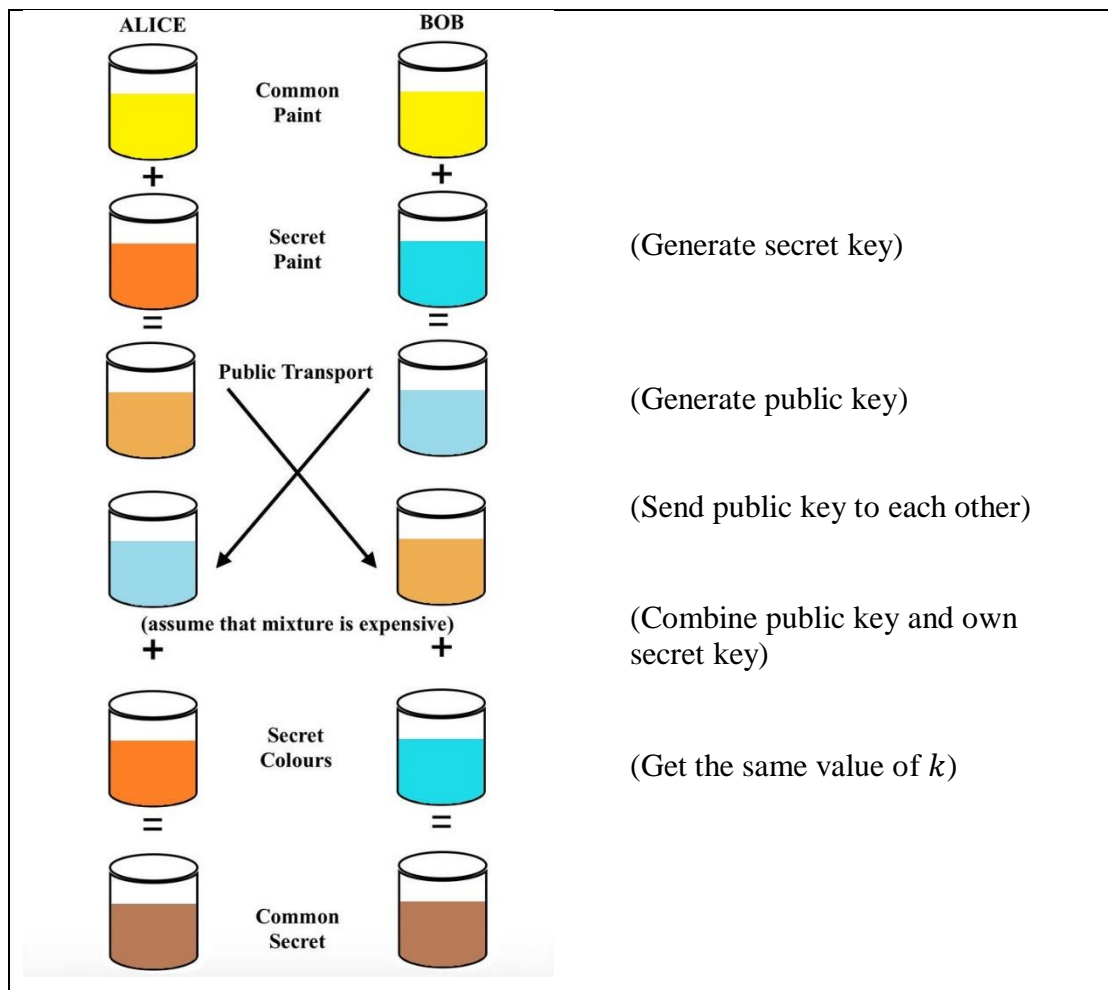 ALICE
BOB
Common
Paint
+
+
Secret
Paint
(Generate secret key)
=
=
Public Transport
(Generate public key)
(Send public key to each other)
(assume that mixture is expensive)
(Combine public key and own
secret key)
+
+
Secret
Colours
(Get the same value of k)
=
=
Common
Secret